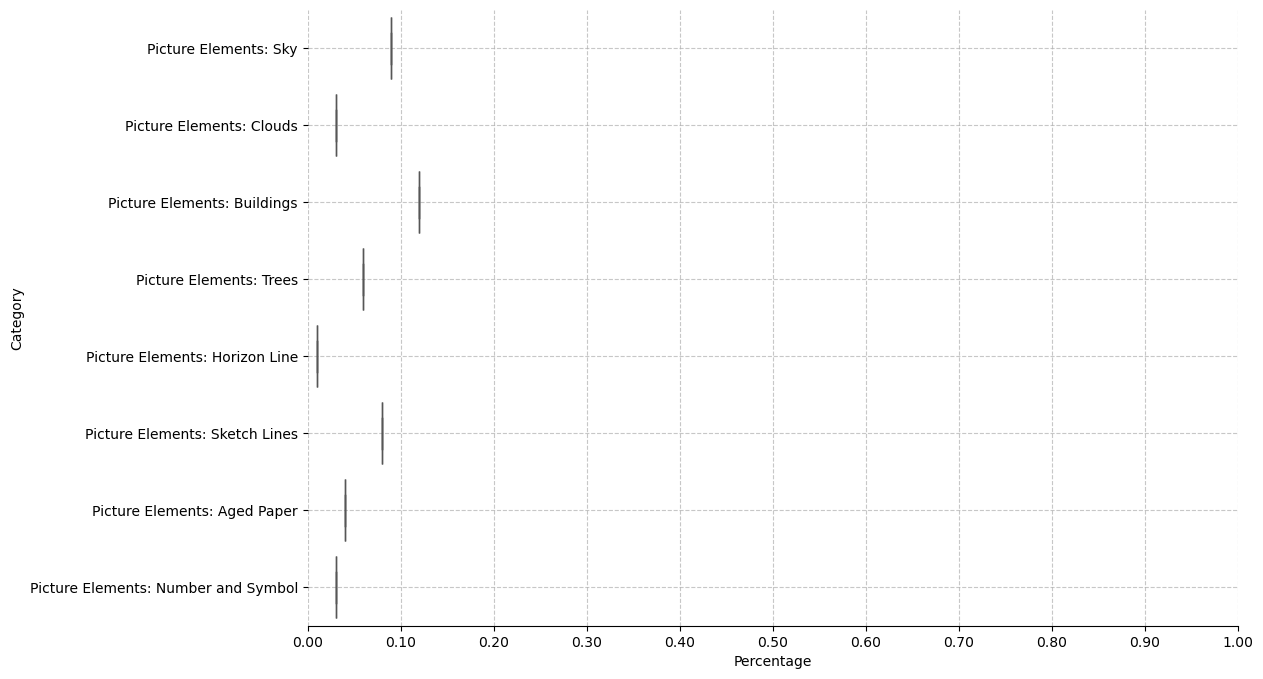 Picture Elements: Sky
Picture Elements: Clouds
Picture Elements: Buildings
Picture Elements: Trees
Picture Elements: Horizon Line
Picture Elements: Sketch Lines
Picture Elements: Aged Paper
Picture Elements: Number and Symbol
Category
0.00 0.10 0.20 0.30 0.40 0.50 0.60 0.70 0.80 0.90 1.00
Percentage